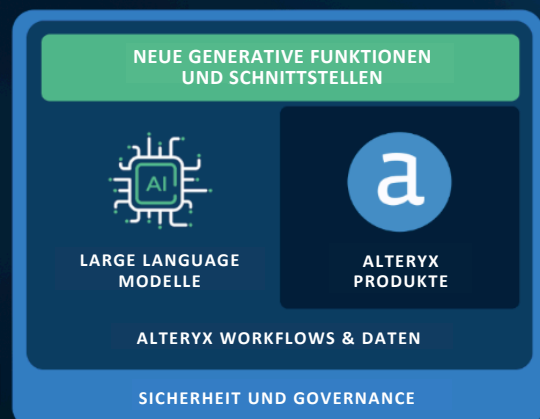 NEUE GENERATIVE FUNKTIONEN
UND SCHNITTSTELLEN
AI
a
LARGE LANGUAGE
MODELLE
ALTERYX
PRODUKTE
ALTERYX WORKFLOWS & DATEN
SICHERHEIT UND GOVERNANCE